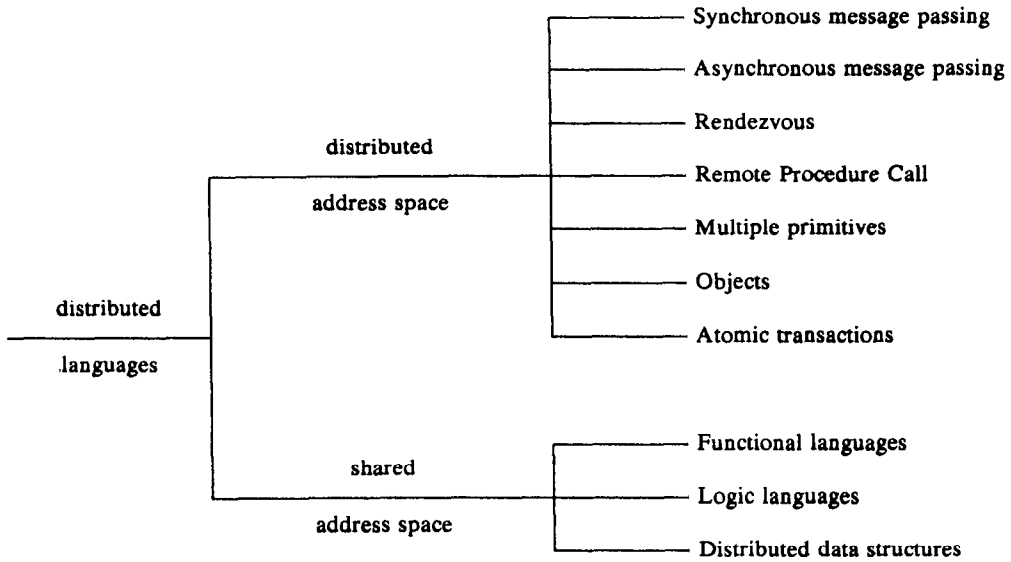 Synchronous message passing
Asynchronous message passing
Rendezvous
distributed
address space
Remote Procedure Call
Multiple primitives
Objects
Atomic transactions
distributed
languages
Functional languages
shared
address space
Logic languages
Distributed data structures